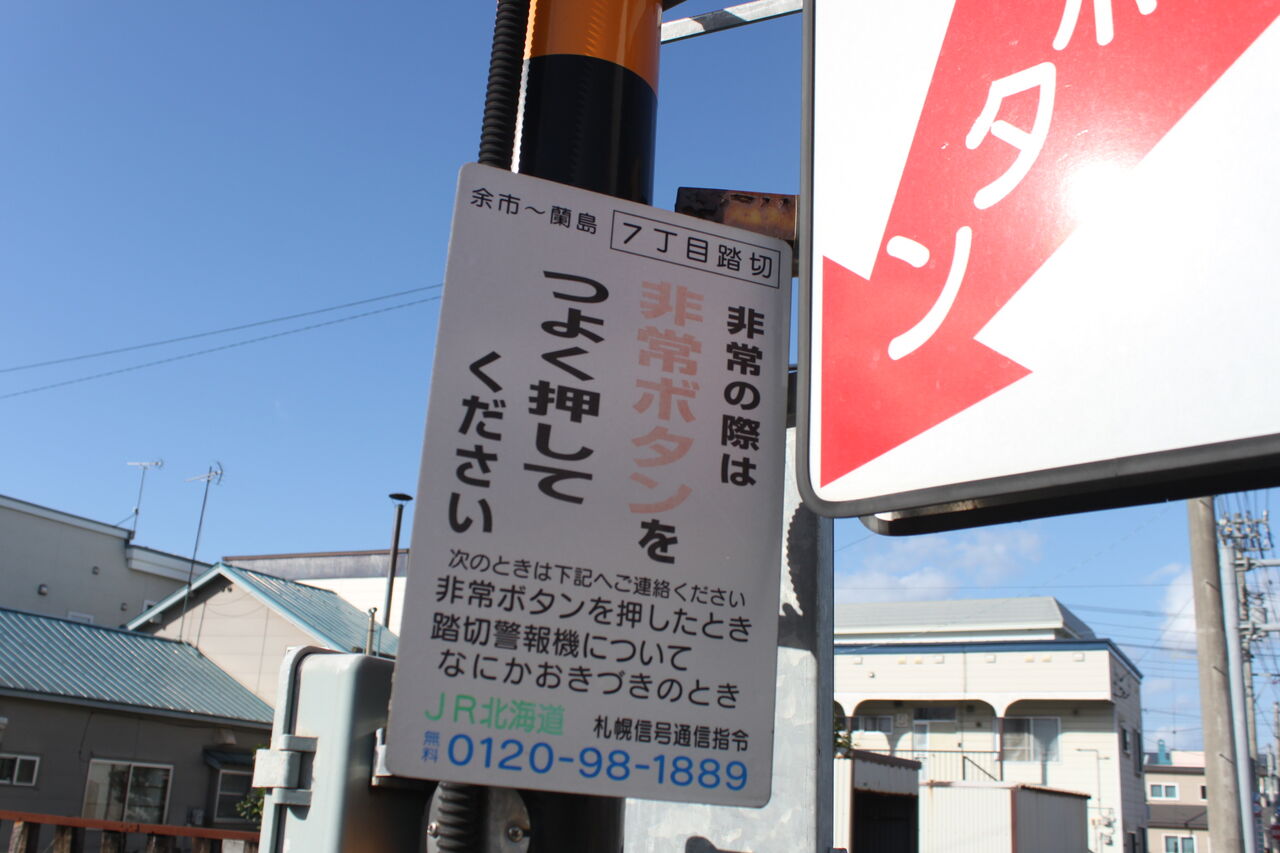 余市～蘭島
7丁目踏切
非常の際は
非常ボタンを
つよく押して
ください
次のときは下記へご連絡ください
非常ボタンを押したとき
踏切警報機について
なにかおきづきのとき
JR北海道 札幌信号通信指令
無料 0120-98-1889
ボタン